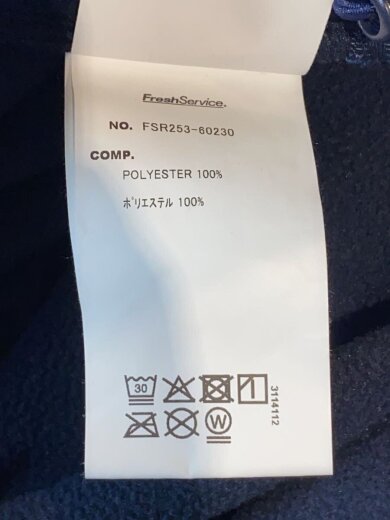 FreshService.
NO. FSR253-60230
COMP.
POLYESTER 100%
ﾎﾟﾘｴｽﾃﾙ 100%
30
W
3114112